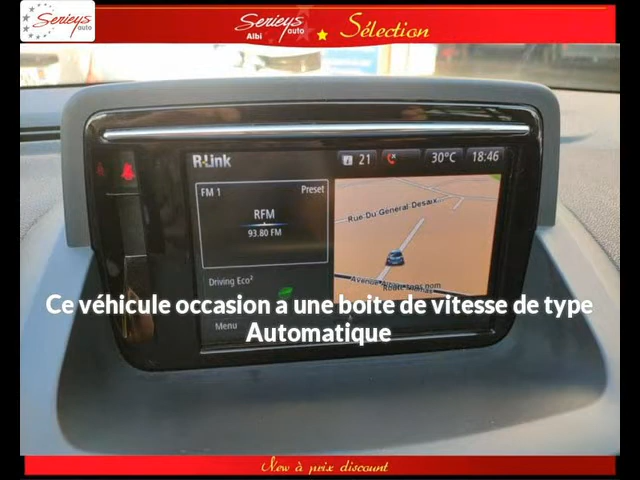 Serieys
auto
Serieys
auto
Albi
Sélection
R-Link
21
30°C
18:46
FM 1
Preset
RFM
93.80 FM
Rue Du Général Desaix
Driving Eco²
Menu
Ce véhicule occasion a une boite de vitesse de type
Automatique
New à prix discount